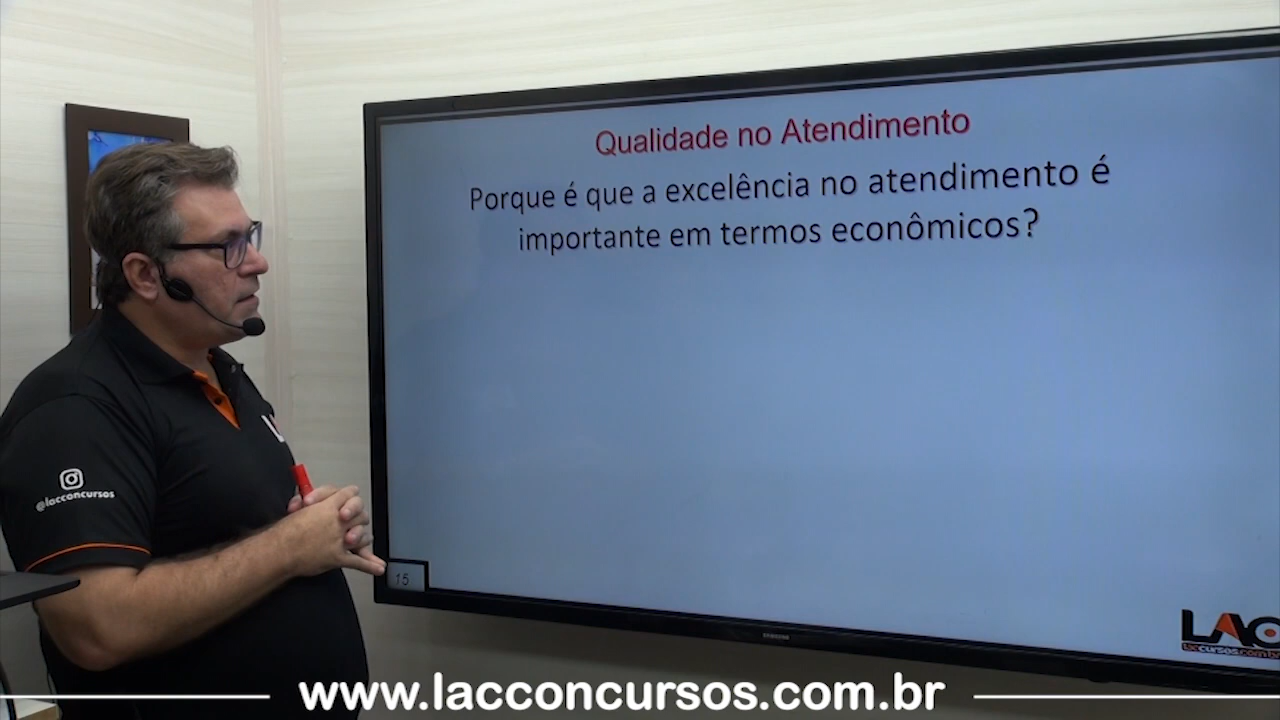 Qualidade no Atendimento
Porque é que a excelência no atendimento é
importante em termos econômicos?
@lacconcursos
15
SAMSUNG
LAC
www.lacconcursos.com.br